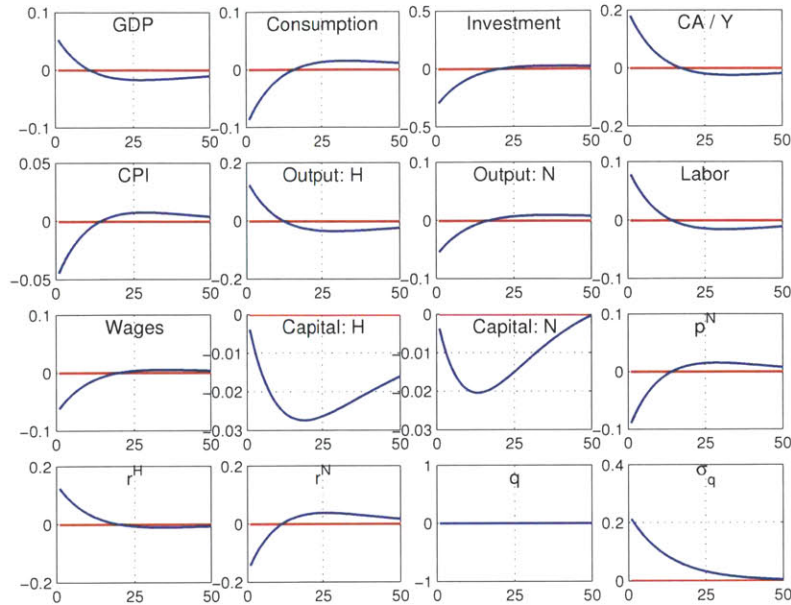 GDP Consumption Investment CA / Y
0.1 0.1 0.5 0.2
0 0 0 0
−0.1 −0.1 −0.5 −0.2
0 25 50 0 25 50 0 25 50 0 25 50
CPI Output: H Output: N Labor
0.05 0.2 0.1 0.1
0 0 0 0
−0.05 −0.2 −0.1 −0.1
0 25 50 0 25 50 0 25 50 0 25 50
Wages Capital: H Capital: N p^N
0.1 0 0 0.1
−0.01 −0.01
0 0
−0.02 −0.02
−0.1 −0.03 −0.03 −0.1
0 25 50 0 25 50 0 25 50 0 25 50
r^H r^N q σ_q
0.2 0.2 1 0.4
0 0 0 0.2
−0.2 −0.2 −1 0
0 25 50 0 25 50 0 25 50 0 25 50